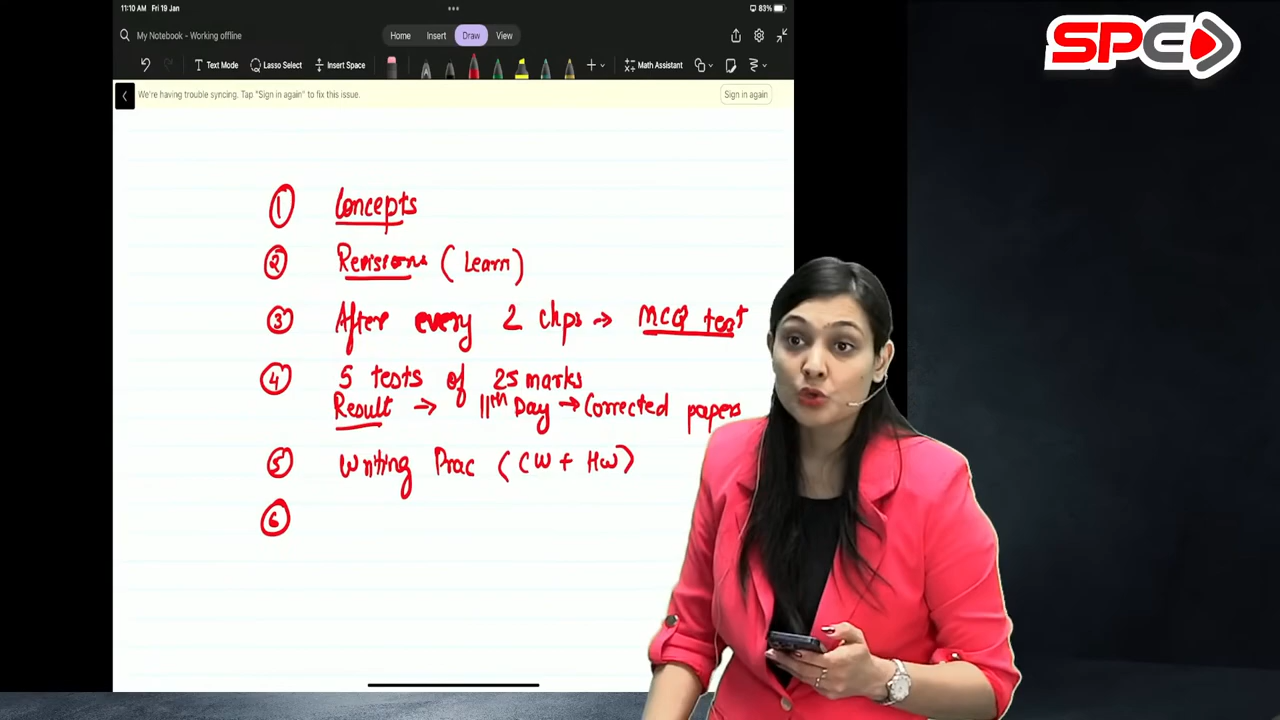 11:10 AM Fri 19 Jan
83%
My Notebook - Working offline
Home Insert Draw View
Text Mode Lasso Select Insert Space Math Assistant
We're having trouble syncing. Tap "Sign in again" to fix this issue.
Sign in again
SPC
① Concepts
② Revisions (Learn)
③ After every 2 chps → MCQ test
④ 5 tests of 25 marks
Result → 11th Day → Corrected papers
⑤ Writing Prac (CW + HW)
⑥